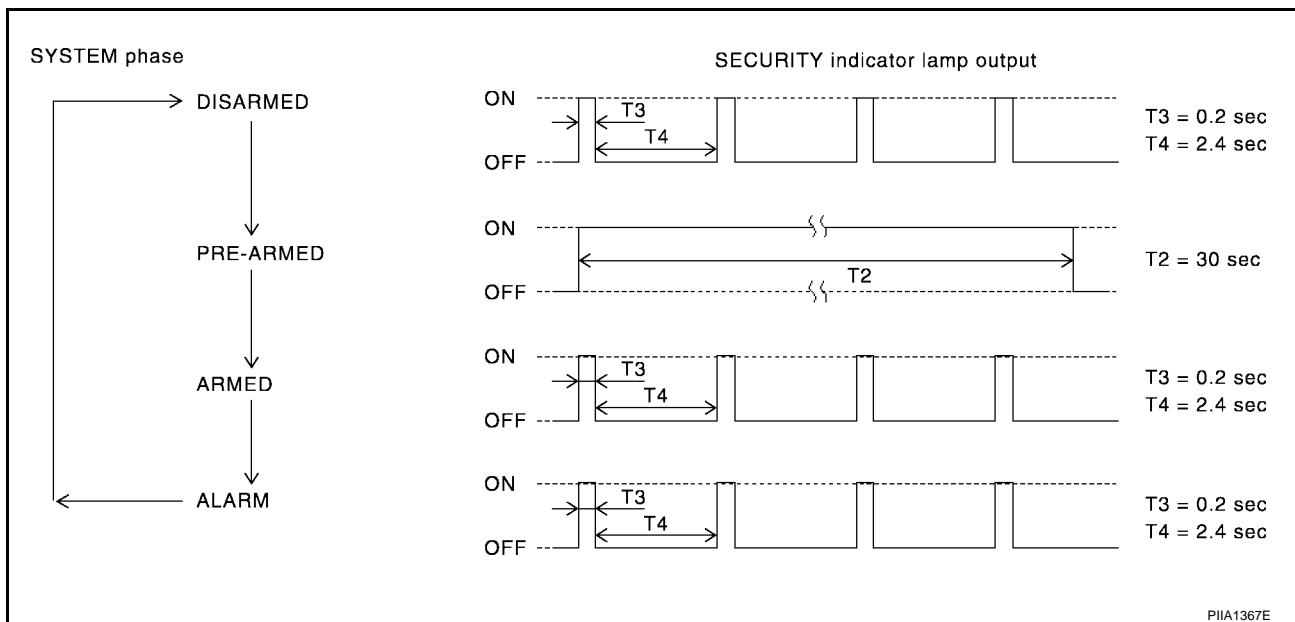 SYSTEM phase
SECURITY indicator lamp output
DISARMED
ON
OFF
T3
T4
T3 = 0.2 sec
T4 = 2.4 sec
PRE-ARMED
ON
OFF
T2
T2 = 30 sec
ARMED
ON
OFF
T3
T4
T3 = 0.2 sec
T4 = 2.4 sec
ALARM
ON
OFF
T3
T4
T3 = 0.2 sec
T4 = 2.4 sec
PIIA1367E